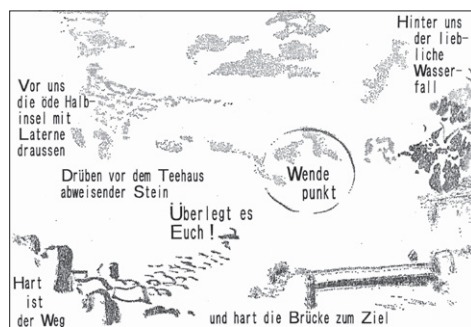 Hinter uns
der lieb-
liche
Wasser-
fall
Vor uns
die öde Halb-
insel mit
Laterne
draussen
Drüben vor dem Teehaus
abweisender Stein
Wende
punkt
Überlegt es
Euch !
Hart
ist
der Weg
und hart die Brücke zum Ziel